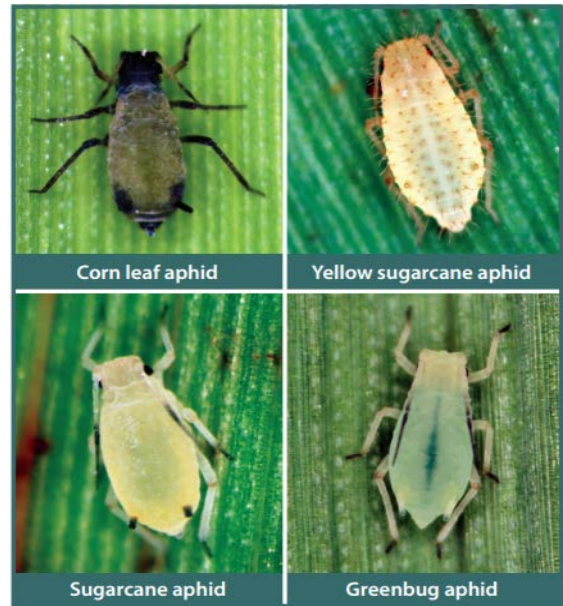 Corn leaf aphid
Yellow sugarcane aphid
Sugarcane aphid
Greenbug aphid